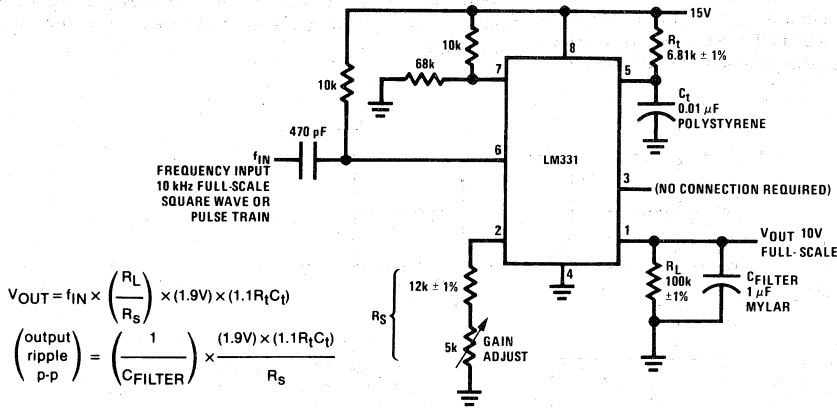 15V
10k
8
Rt
6.81k ± 1%
68k
7
5
10k
Ct
0.01 µF
POLYSTYRENE
470 pF
fIN
6
LM331
FREQUENCY INPUT
10 kHz FULL-SCALE
SQUARE WAVE OR
PULSE TRAIN
3
(NO CONNECTION REQUIRED)
2
1
VOUT 10V
FULL-SCALE
4
12k ± 1%
RL
100k
±1%
CFILTER
1 µF
MYLAR
RS
5k
GAIN
ADJUST
VOUT = fIN × (RL/RS) × (1.9V) × (1.1RtCt)
(output ripple p-p) = (1/CFILTER) × (1.9V) × (1.1RtCt)/RS